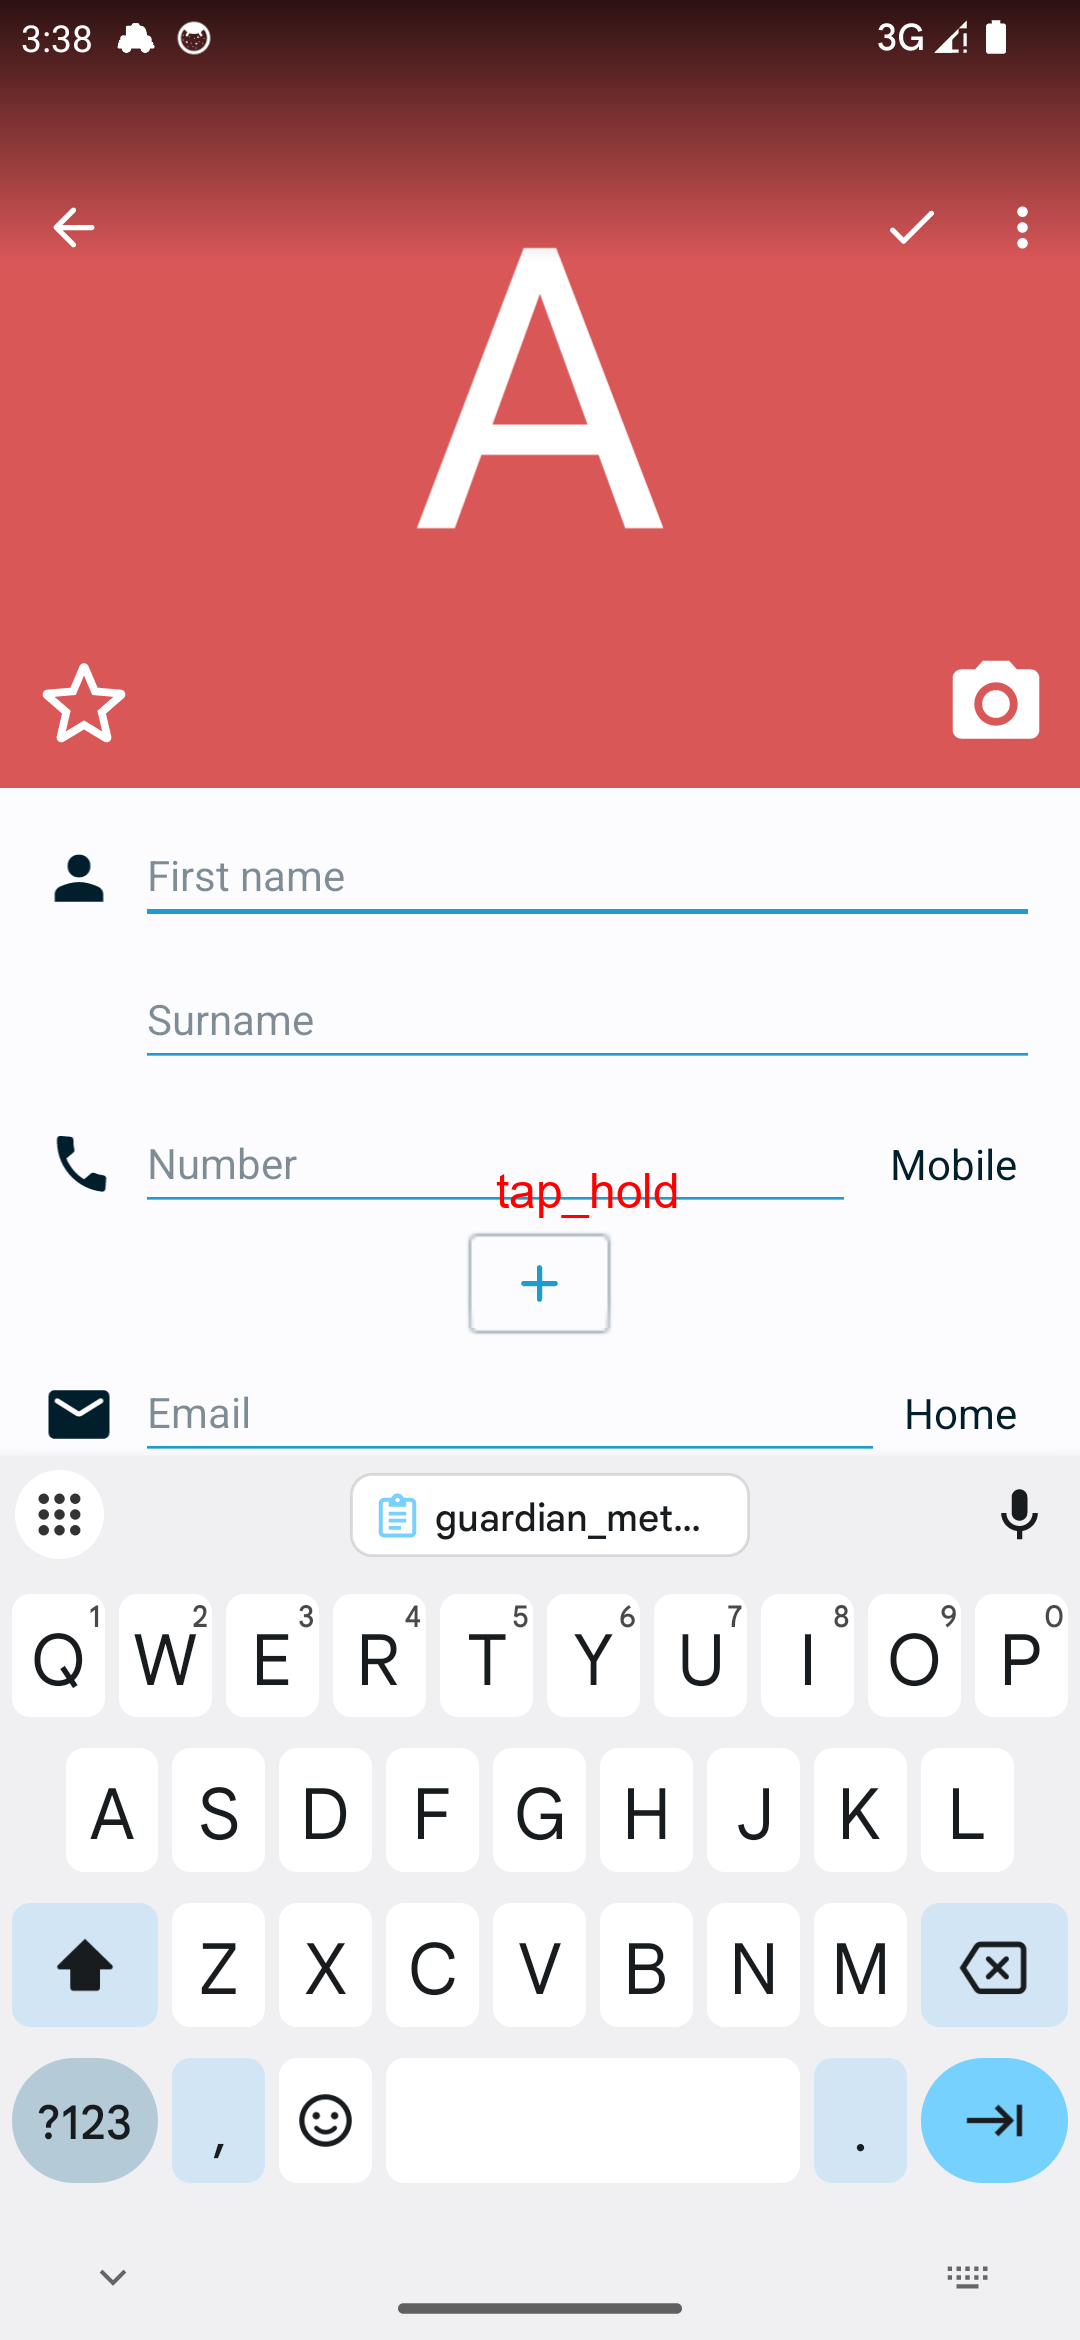 3:38 3G
A
First name
Surname
Number Mobile
tap_hold
+
Email Home
guardian_met...
Q1 W2 E3 R4 T5 Y6 U7 I8 O9 P0
A S D F G H J K L
Z X C V B N M
?123 , .